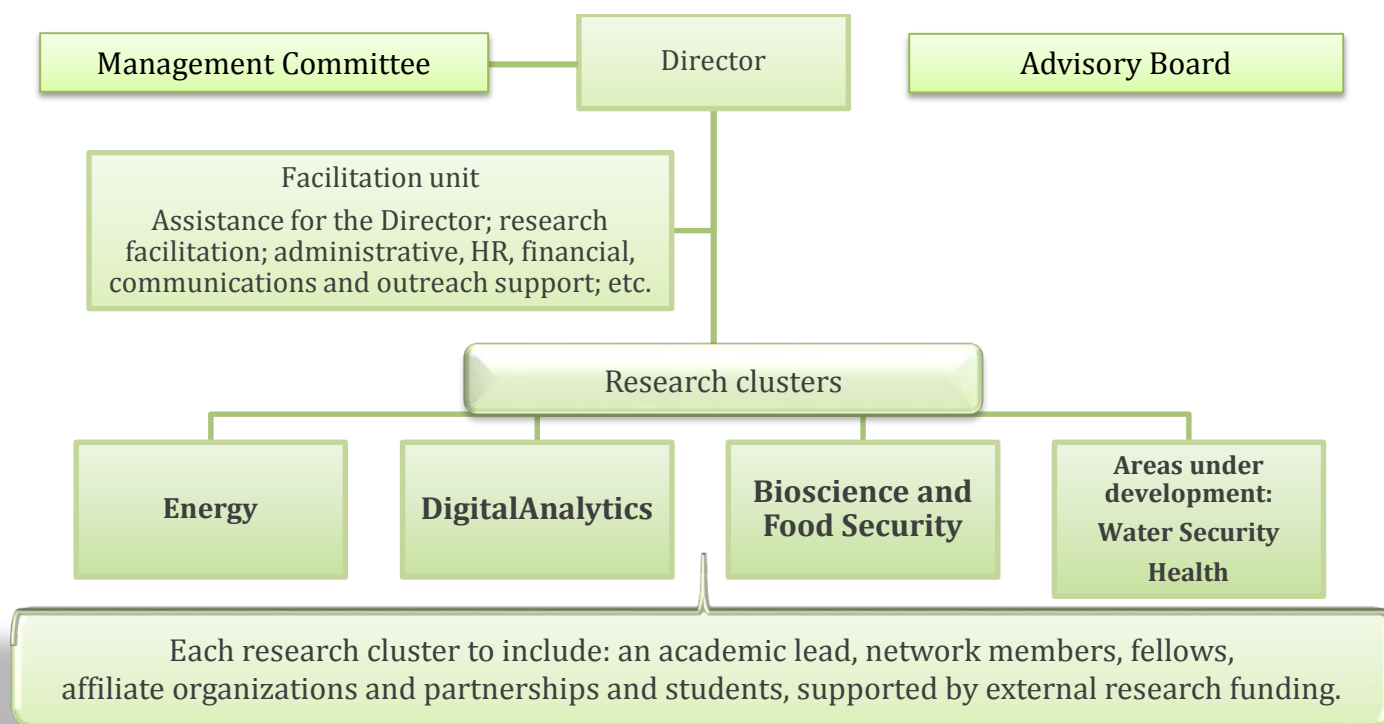 Management Committee
Director
Advisory Board
Facilitation unit
Assistance for the Director; research
facilitation; administrative, HR, financial,
communications and outreach support; etc.
Research clusters
Energy
DigitalAnalytics
Bioscience and
Food Security
Areas under
development:
Water Security
Health
Each research cluster to include: an academic lead, network members, fellows,
affiliate organizations and partnerships and students, supported by external research funding.